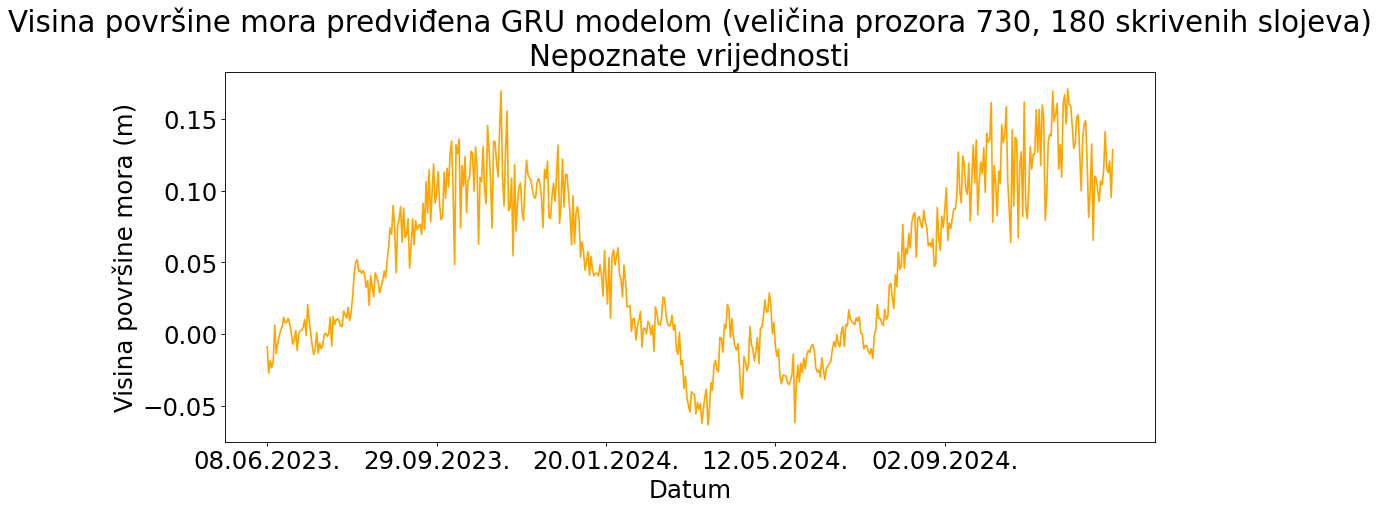 Visina površine mora predviđena GRU modelom (veličina prozora 730, 180 skrivenih slojeva)
Nepoznate vrijednosti
Visina površine mora (m)
0.15
0.10
0.05
0.00
−0.05
08.06.2023. 29.09.2023. 20.01.2024. 12.05.2024. 02.09.2024.
Datum